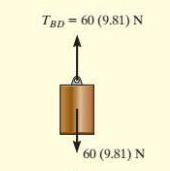 T_BD = 60 (9.81) N
60 (9.81) N